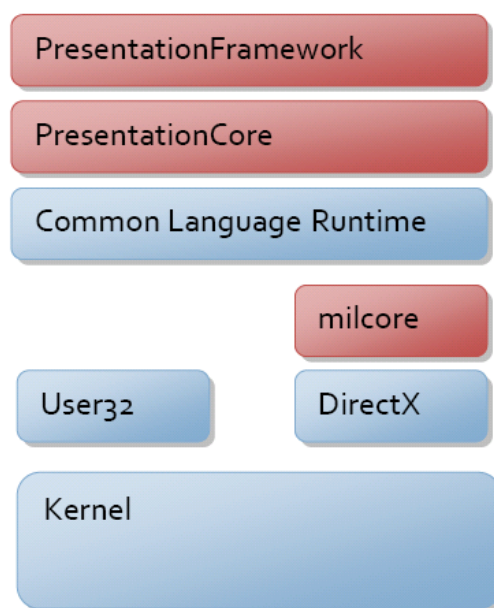 PresentationFramework
PresentationCore
Common Language Runtime
milcore
User32
DirectX
Kernel